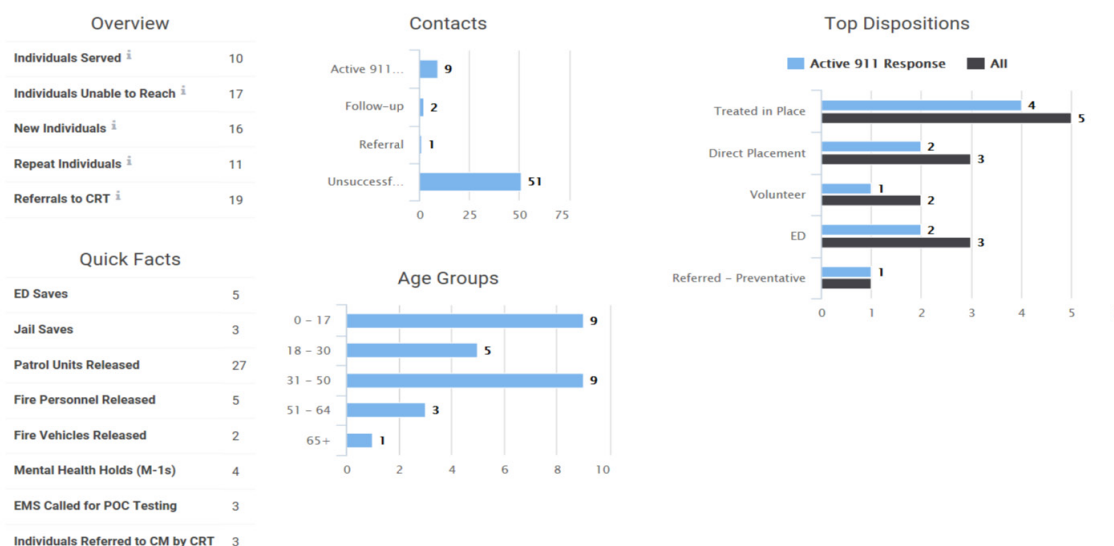 Overview
Individuals Served i 10
Individuals Unable to Reach i 17
New Individuals i 16
Repeat Individuals i 11
Referrals to CRT i 19
Quick Facts
ED Saves 5
Jail Saves 3
Patrol Units Released 27
Fire Personnel Released 5
Fire Vehicles Released 2
Mental Health Holds (M-1s) 4
EMS Called for POC Testing 3
Individuals Referred to CM by CRT 3
Contacts
Active 911... 9
Follow-up 2
Referral 1
Unsuccessf... 51
0 25 50 75
Age Groups
0 - 17 9
18 - 30 5
31 - 50 9
51 - 64 3
65+ 1
0 2 4 6 8 10
Top Dispositions
Active 911 Response All
Treated in Place 4
5
Direct Placement 2
3
Volunteer 1
2
ED 2
3
Referred - Preventative 1
0 1 2 3 4 5